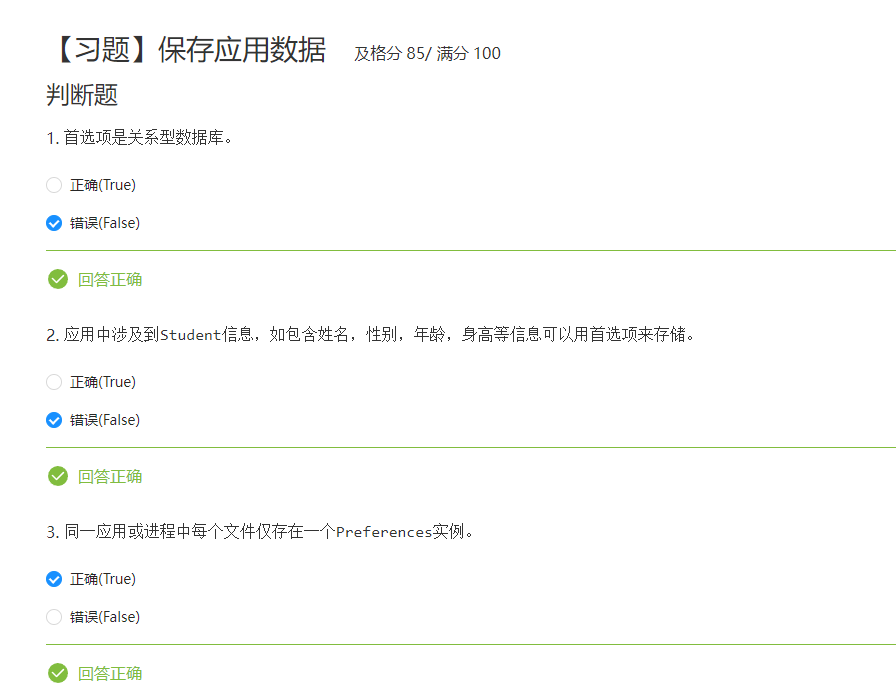 【习题】保存应用数据 及格分 85/ 满分 100
判断题
1. 首选项是关系型数据库。
正确(True)
错误(False)
回答正确
2. 应用中涉及到Student信息，如包含姓名，性别，年龄，身高等信息可以用首选项来存储。
正确(True)
错误(False)
回答正确
3. 同一应用或进程中每个文件仅存在一个Preferences实例。
正确(True)
错误(False)
回答正确